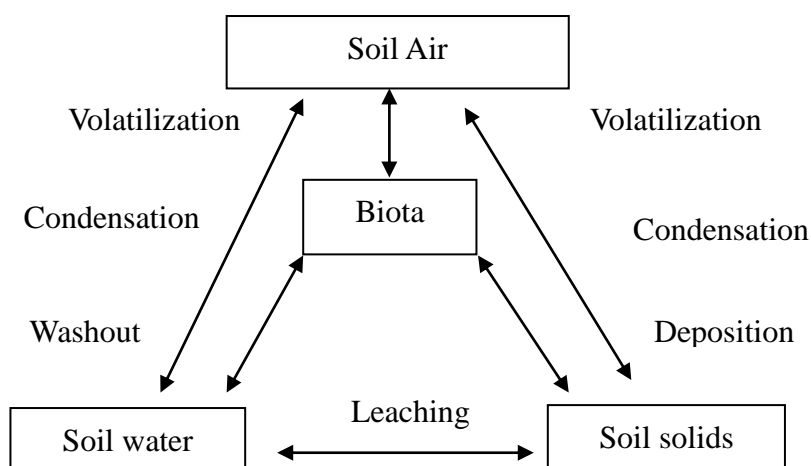 Soil Air
Volatilization
Volatilization
Biota
Condensation
Condensation
Washout
Deposition
Leaching
Soil water
Soil solids